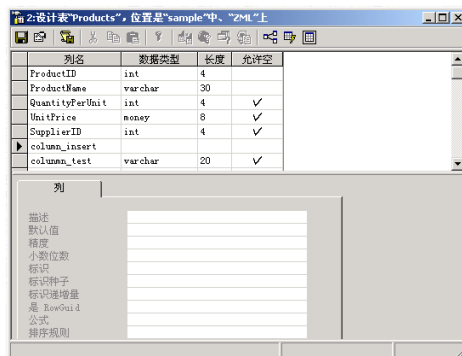 2:设计表“Products”，位置是“sample”中、“ZML”上
列名 数据类型 长度 允许空
ProductID int 4
ProductName varchar 30
QuantityPerUnit int 4 ✓
UnitPrice money 8 ✓
SupplierID int 4 ✓
column_insert
colunmn_test varchar 20 ✓
列
描述
默认值
精度
小数位数
标识
标识种子
标识递增量
是 RowGuid
公式
排序规则